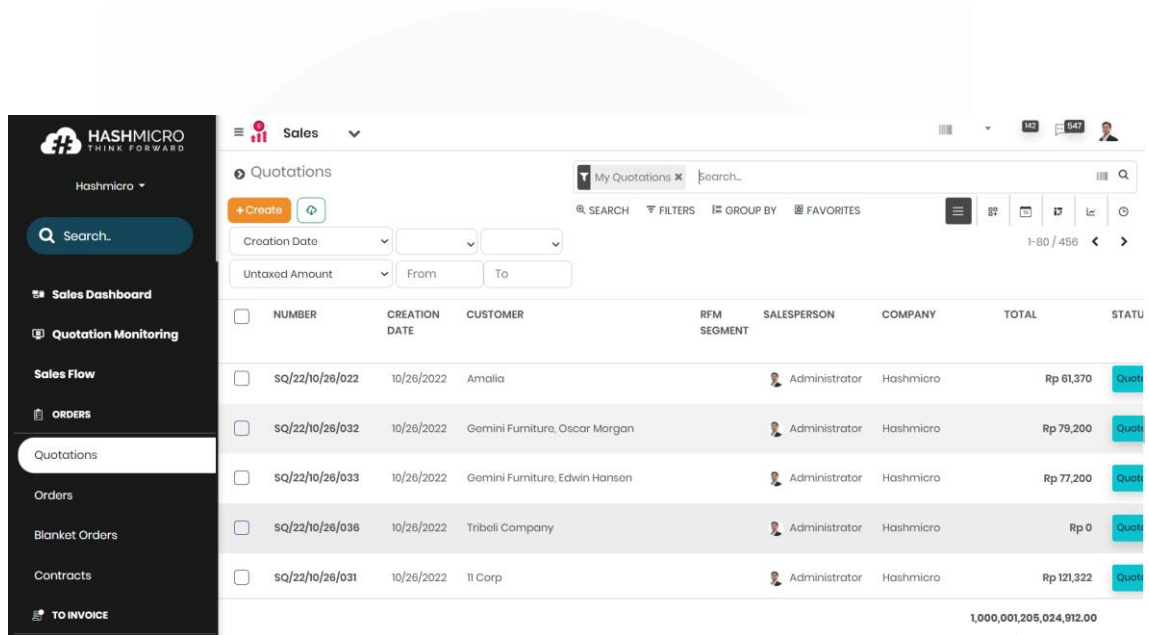 HASHMICRO
THINK FORWARD
Hashmicro
Search..
Sales Dashboard
Quotation Monitoring
Sales Flow
ORDERS
Quotations
Orders
Blanket Orders
Contracts
TO INVOICE
Sales
142
547
Quotations
My Quotations ✖ Search...
+Create
SEARCH FILTERS GROUP BY FAVORITES
Creation Date
1-80 / 456
Untaxed Amount From To
NUMBER CREATION DATE CUSTOMER RFM SEGMENT SALESPERSON COMPANY TOTAL STATU
SQ/22/10/26/022 10/26/2022 Amalia Administrator Hashmicro Rp 61,370 Quot
SQ/22/10/26/032 10/26/2022 Gemini Furniture, Oscar Morgan Administrator Hashmicro Rp 79,200 Quot
SQ/22/10/26/033 10/26/2022 Gemini Furniture, Edwin Hansen Administrator Hashmicro Rp 77,200 Quot
SQ/22/10/26/036 10/26/2022 Tribeli Company Administrator Hashmicro Rp 0 Quot
SQ/22/10/26/031 10/26/2022 11 Corp Administrator Hashmicro Rp 121,322 Quot
1,000,001,205,024,912.00